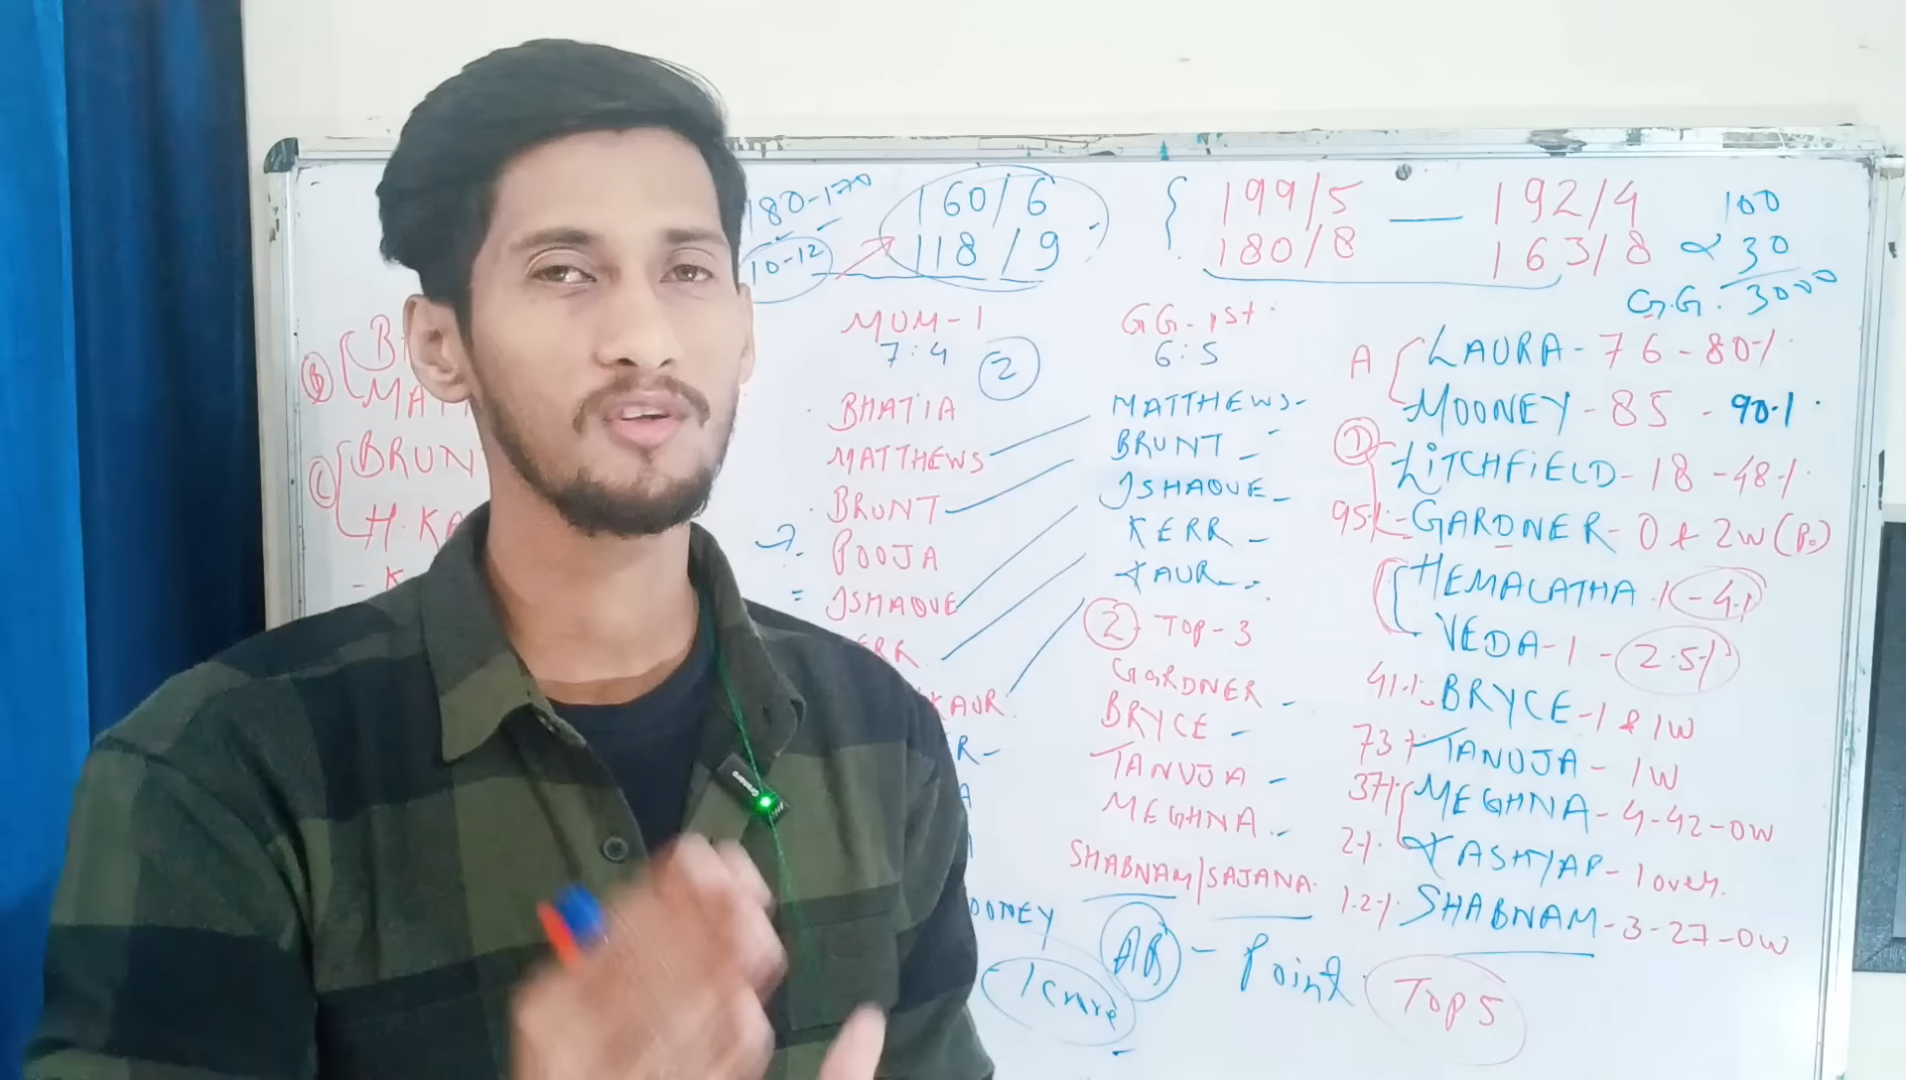 180-170
10-12
160/6
118/9
199/5 — 192/4
180/8 163/8
100
30
3000
G.G.
MUM-1
7:4
2
GG-1st.
6:5
B
MAT
BRUN
C
H.KA
- K
BHATIA
MATTHEWS
BRUNT
POOJA
ISHAQUE
KAUR
MATTHEWS-
BRUNT -
ISHAQUE-
KERR -
KAUR-
2 TOP-3
GARDNER -
BRYCE -
TANUJA -
MEGHNA -
SHABNAM/SAJANA.
OONEY
AR - Point
1 crore
Top 5
A
LAURA - 76 - 80%.
MOONEY - 85 - 90%.
LITCHFIELD - 18 - 48%.
95%- GARDNER - 0 & 2W (P.)
HEMALATHA 1 - 4%
VEDA - 1 - 2.5%
41% BRYCE - 1 & 1W
73% TANUJA - 1W
37% MEGHNA - 4-42-0W
2%. KASHYAP - 1 over.
1.2% SHABNAM - 3-27-0W